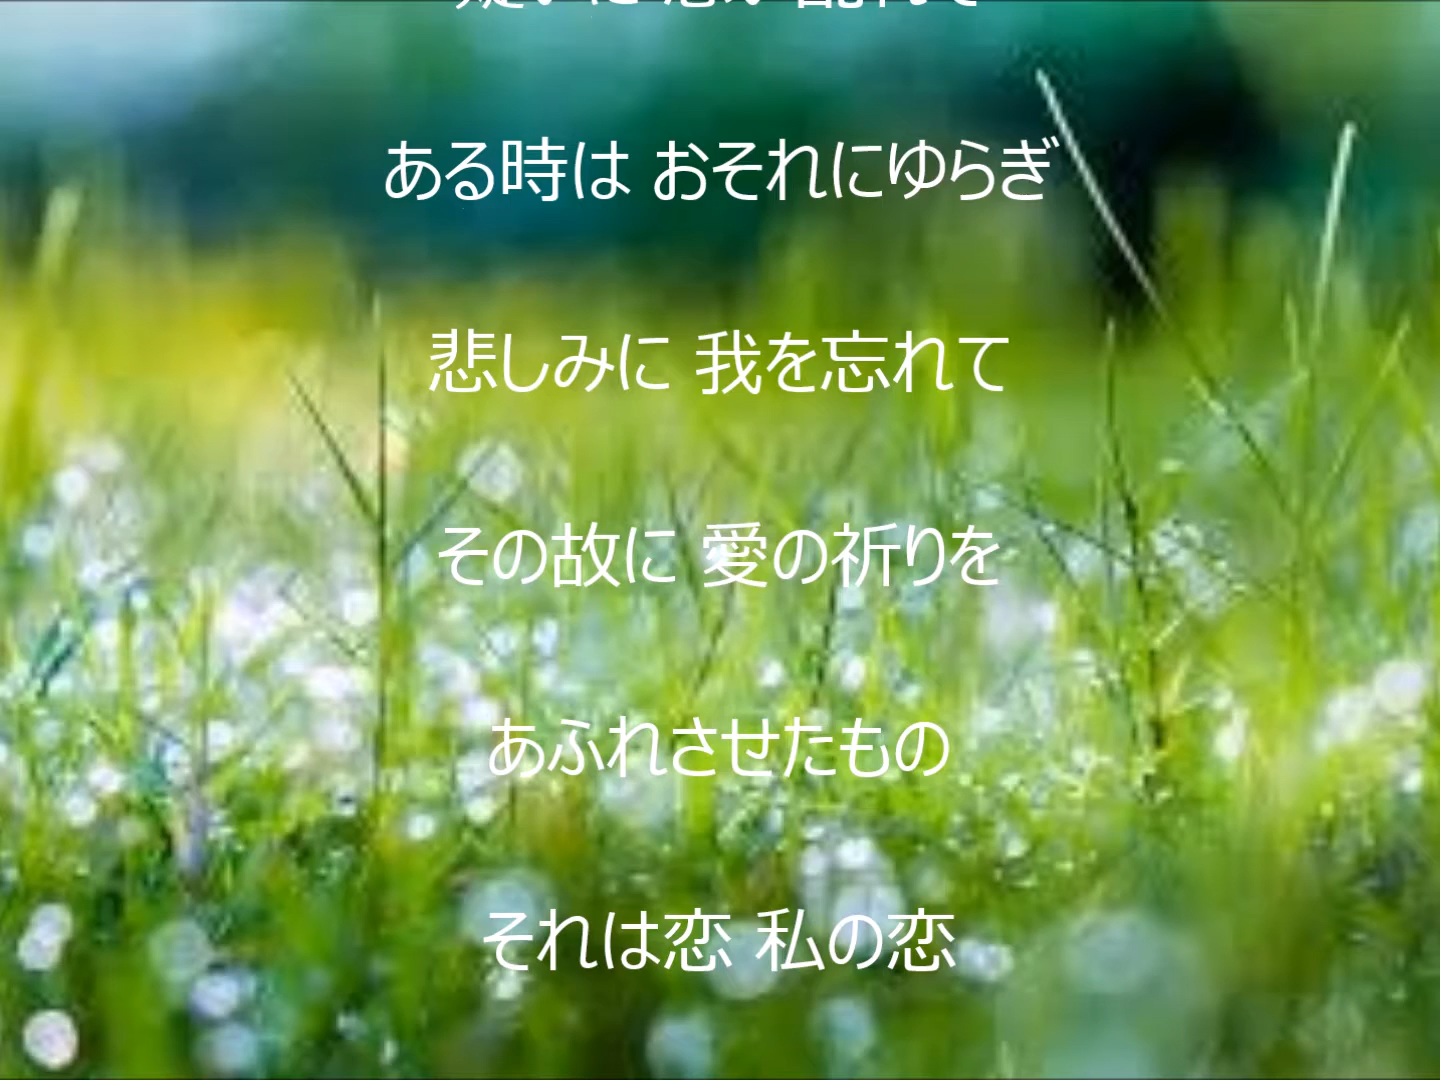 ある時は おそれにゆらぎ
悲しみに 我を忘れて
その故に 愛の祈りを
あふれさせたもの
それは恋 私の恋